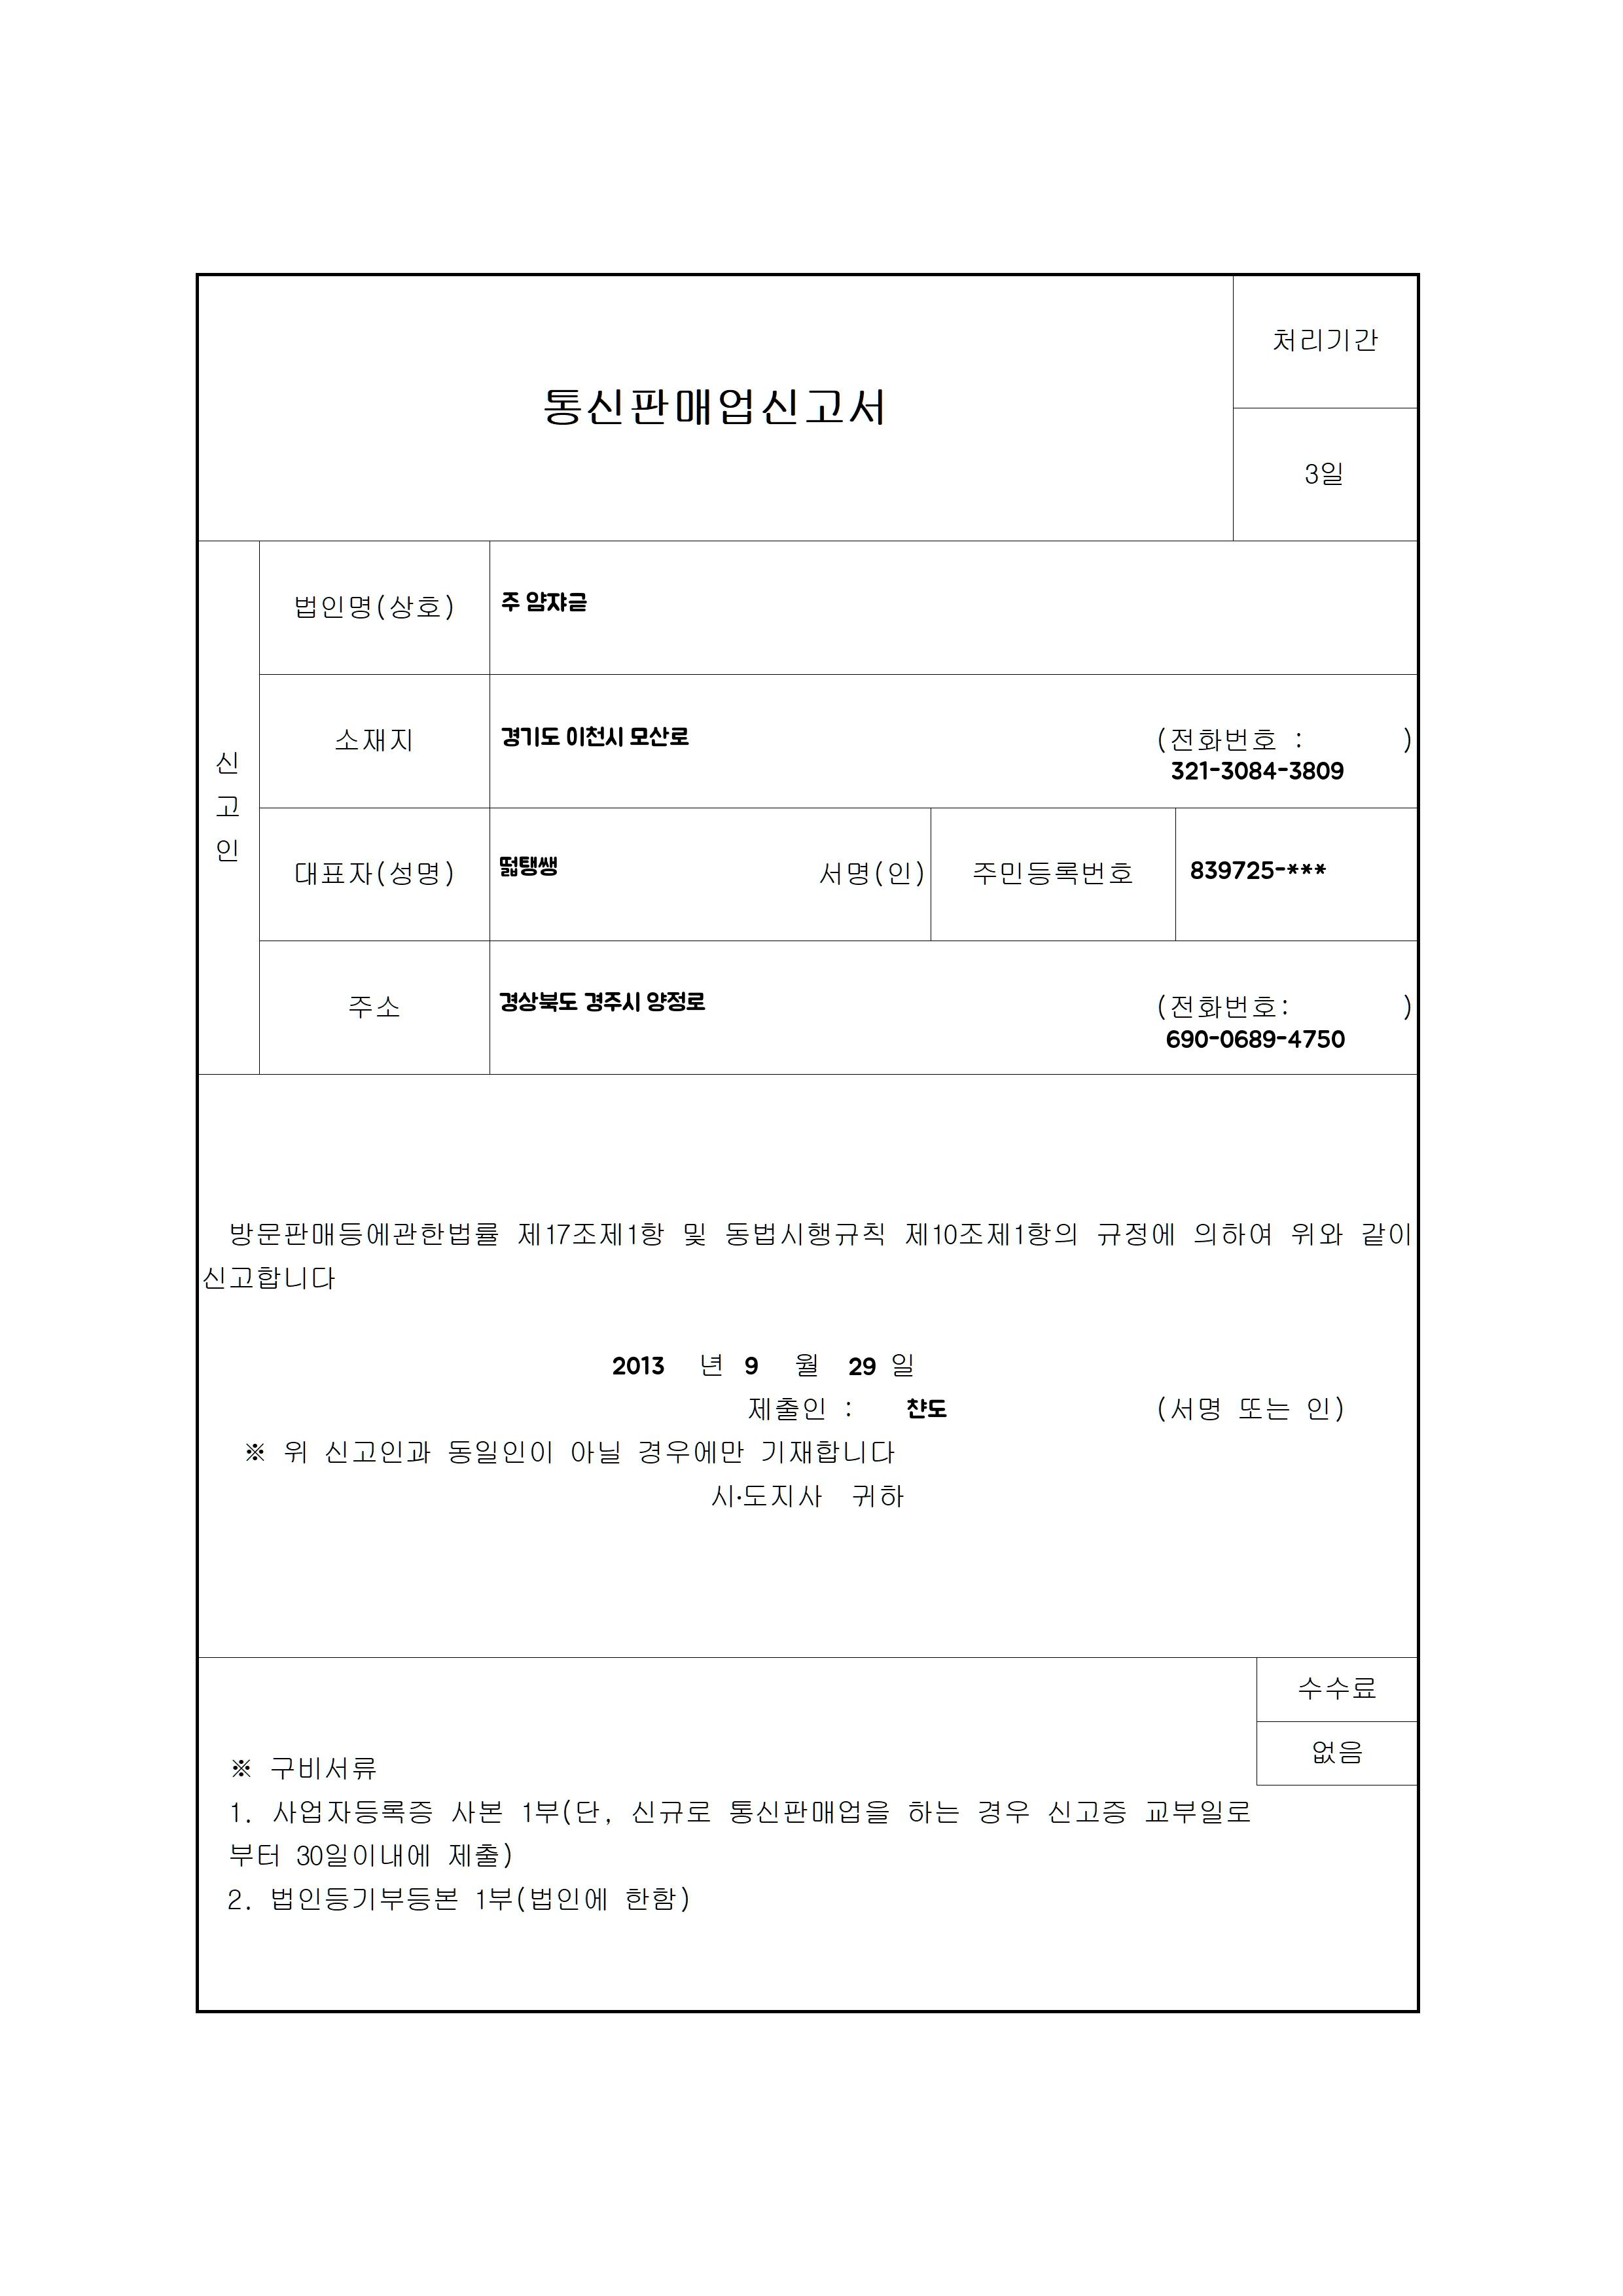 처리기간
통신판매업신고서
3일
법인명(상호) 주 얌쟈귿
소재지 경기도 이천시 모산로 (전화번호 : )
321-3084-3809
신
고
인
대표자(성명) 떫탱쌩 서명(인) 주민등록번호 839725-***
주소 경상북도 경주시 양정로 (전화번호: )
690-0689-4750
방문판매등에관한법률 제17조제1항 및 동법시행규칙 제10조제1항의 규정에 의하여 위와 같이
신고합니다
2013 년 9 월 29 일
제출인 : 챤도 (서명 또는 인)
※ 위 신고인과 동일인이 아닐 경우에만 기재합니다
시·도지사 귀하
수수료
없음
※ 구비서류
1. 사업자등록증 사본 1부(단, 신규로 통신판매업을 하는 경우 신고증 교부일로
부터 30일이내에 제출)
2. 법인등기부등본 1부(법인에 한함)